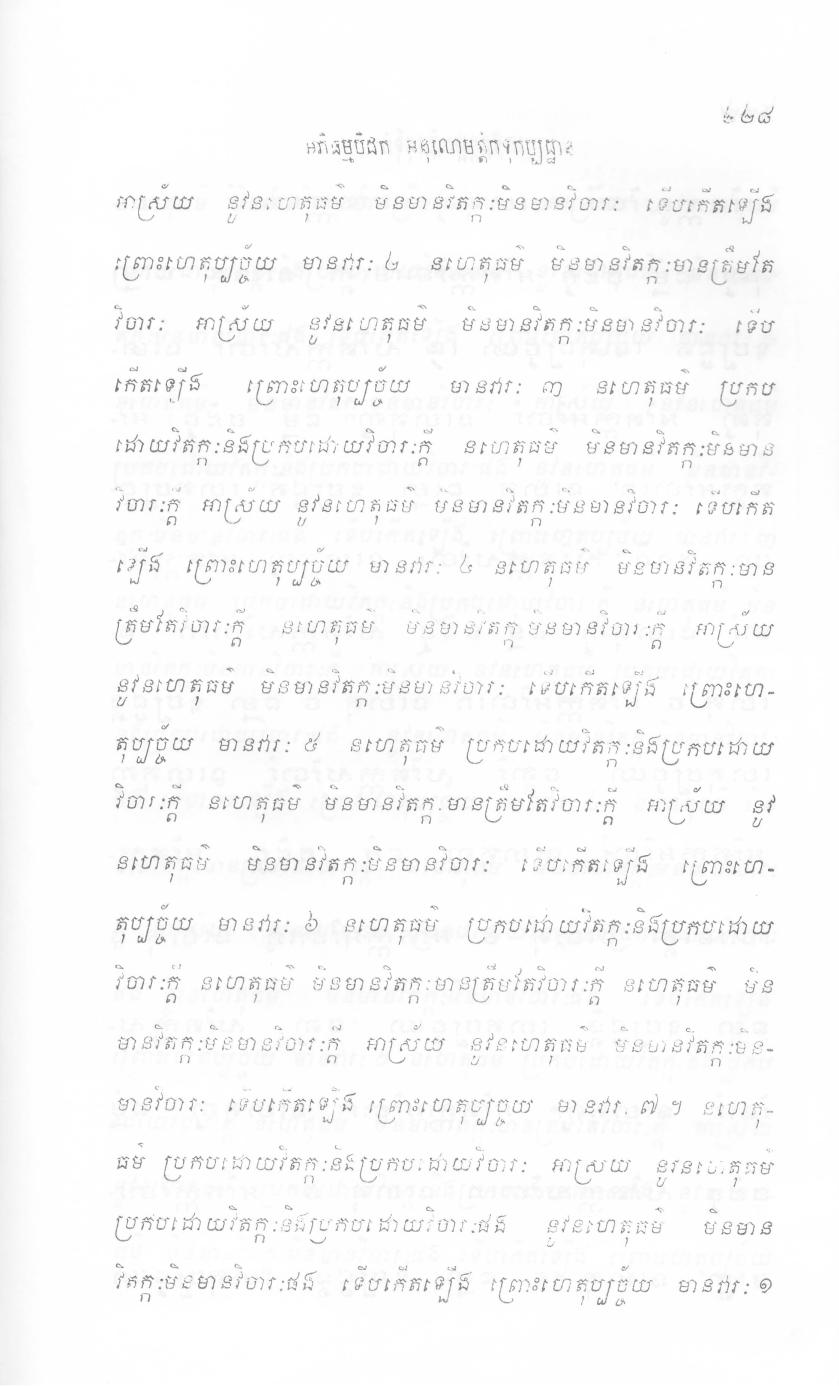 ២២៨
អភិធម្មបិដក អនុលោមត្តិកទុកប្បដ្ឋាន
អាស្រ័យ នូវនហេតុធម៌ មិនមានវិតក្កៈមិនមានវិចារៈ ទើបកើតឡើង
ព្រោះហេតុប្បច្ច័យ មានវារៈ ២ នហេតុធម៌ មិនមានវិតក្កៈមានត្រឹមតែ
វិចារៈ អាស្រ័យ នូវនហេតុធម៌ មិនមានវិតក្កៈមិនមានវិចារៈ ទើប
កើតឡើង ព្រោះហេតុប្បច្ច័យ មានវារៈ ៣ នហេតុធម៌ ប្រកប
ដោយវិតក្កៈនិងប្រកបដោយវិចារៈក្តី នហេតុធម៌ មិនមានវិតក្កៈមិនមាន
វិចារៈក្តី អាស្រ័យ នូវនហេតុធម៌ មិនមានវិតក្កៈមិនមានវិចារៈ ទើបកើត
ឡើង ព្រោះហេតុប្បច្ច័យ មានវារៈ ៤ នហេតុធម៌ មិនមានវិតក្កៈមាន
ត្រឹមតែវិចារៈក្តី នហេតុធម៌ មិនមានវិតក្កៈមិនមានវិចារៈក្តី អាស្រ័យ
នូវនហេតុធម៌ មិនមានវិតក្កៈមិនមានវិចារៈ ទើបកើតឡើង ព្រោះហេ-
តុប្បច្ច័យ មានវារៈ ៥ នហេតុធម៌ ប្រកបដោយវិតក្កៈនិងប្រកបដោយ
វិចារៈក្តី នហេតុធម៌ មិនមានវិតក្កៈមានត្រឹមតែវិចារៈក្តី អាស្រ័យ នូវ
នហេតុធម៌ មិនមានវិតក្កៈមិនមានវិចារៈ ទើបកើតឡើង ព្រោះហេ-
តុប្បច្ច័យ មានវារៈ ៦ នហេតុធម៌ ប្រកបដោយវិតក្កៈនិងប្រកបដោយ
វិចារៈក្តី នហេតុធម៌ មិនមានវិតក្កៈមានត្រឹមតែវិចារៈក្តី នហេតុធម៌ មិន
មានវិតក្កៈមិនមានវិចារៈក្តី អាស្រ័យ នូវនហេតុធម៌ មិនមានវិតក្កៈមិន-
មានវិចារៈ ទើបកើតឡើង ព្រោះហេតុប្បច្ច័យ មានវារៈ ៧ ។ នហេតុ-
ធម៌ ប្រកបដោយវិតក្កៈនិងប្រកបដោយវិចារៈ អាស្រ័យ នូវនហេតុធម៌
ប្រកបដោយវិតក្កៈនិងប្រកបដោយវិចារៈផង នូវនហេតុធម៌ មិនមាន
វិតក្កៈមិនមានវិចារៈផង ទើបកើតឡើង ព្រោះហេតុប្បច្ច័យ មានវារៈ ១